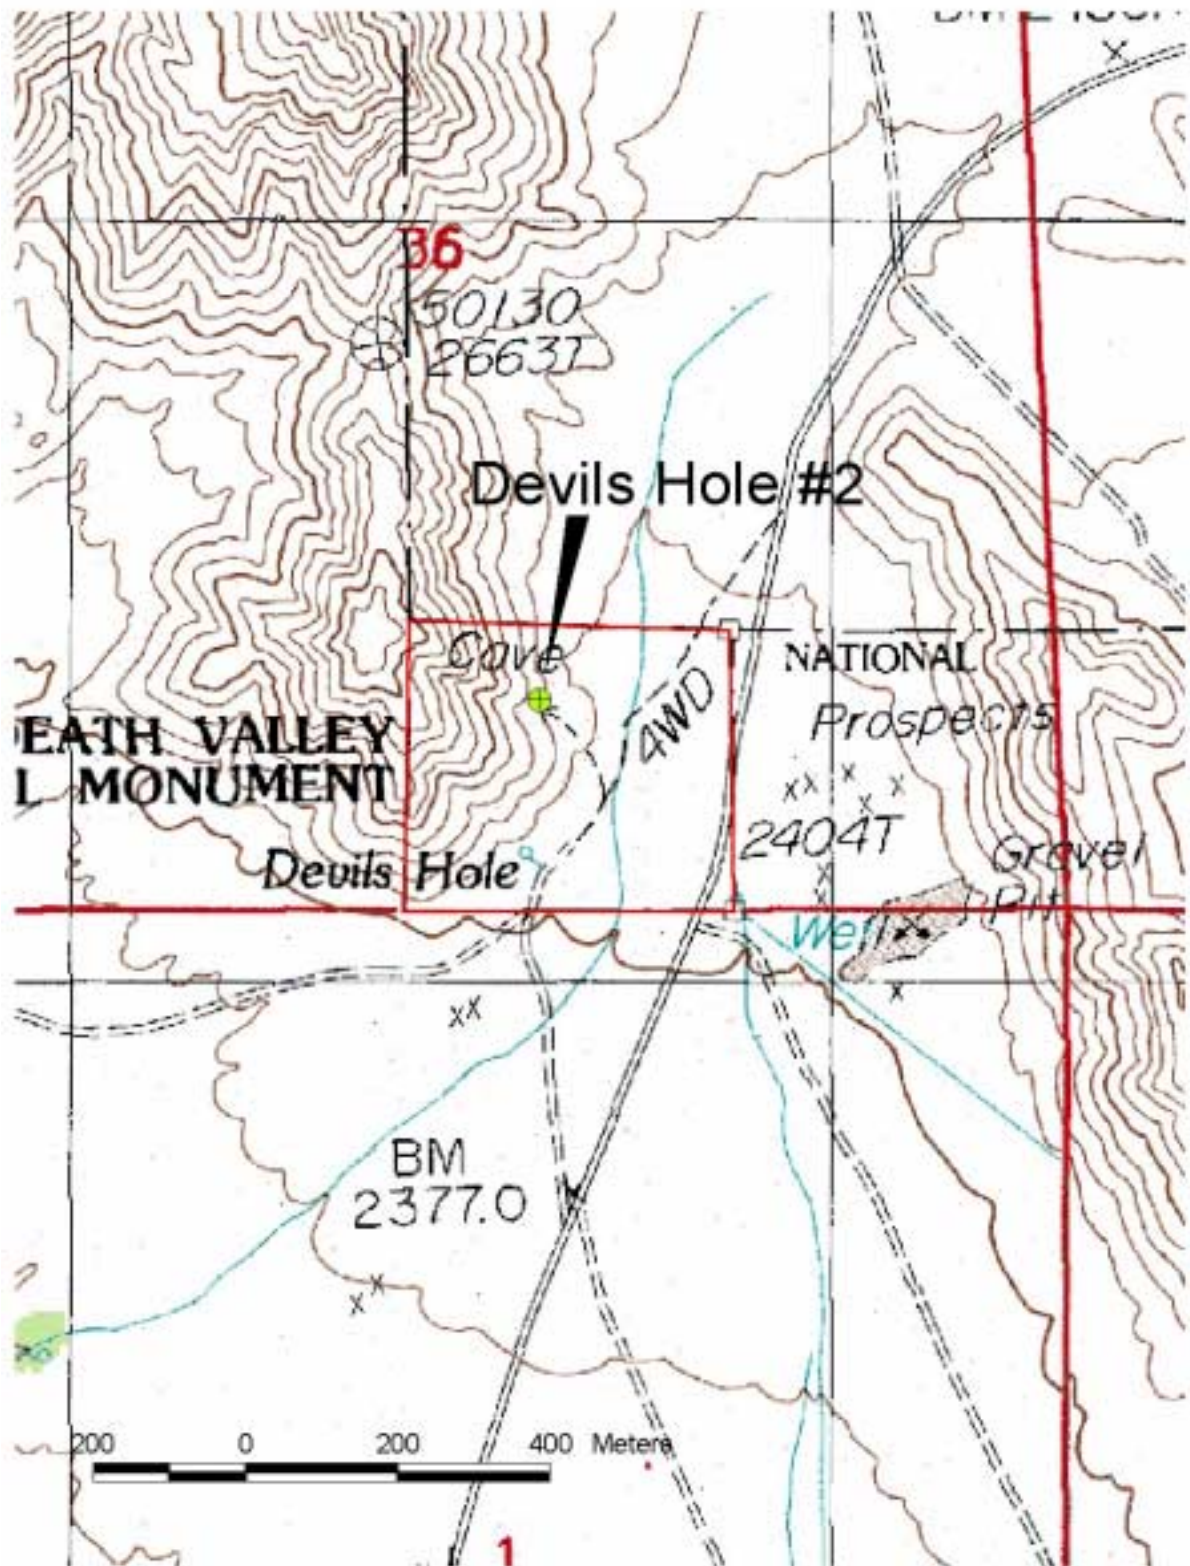 36
50130
2663T
Devils Hole #2
Cave
NATIONAL
4WD
Prospects
EATH VALLEY
L MONUMENT
2404T
Gravel
Pit
Devils Hole
Well
BM
2377.0
200 0 200 400 Meters
1